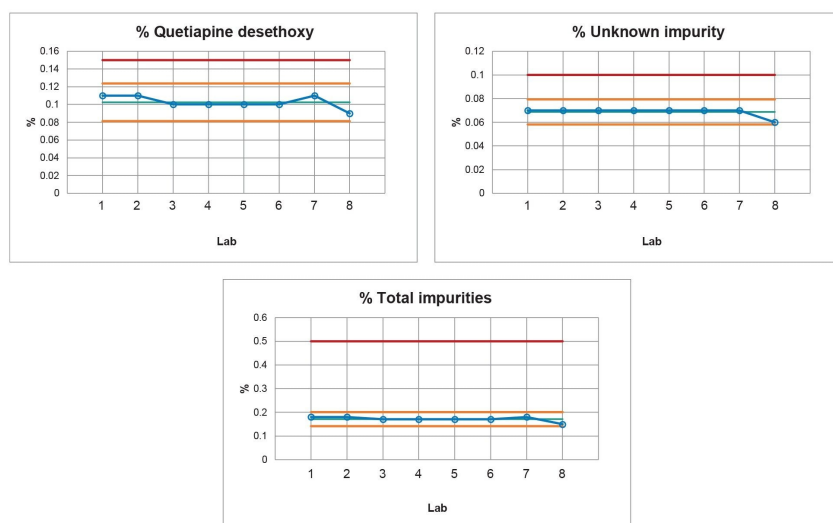 % Quetiapine desethoxy
0.16
0.14
0.12
0.1
0.08
0.06
0.04
0.02
0
%
1 2 3 4 5 6 7 8
Lab
% Unknown impurity
0.12
0.1
0.08
0.06
0.04
0.02
0
%
1 2 3 4 5 6 7 8
Lab
% Total impurities
0.6
0.5
0.4
0.3
0.2
0.1
0
%
1 2 3 4 5 6 7 8
Lab